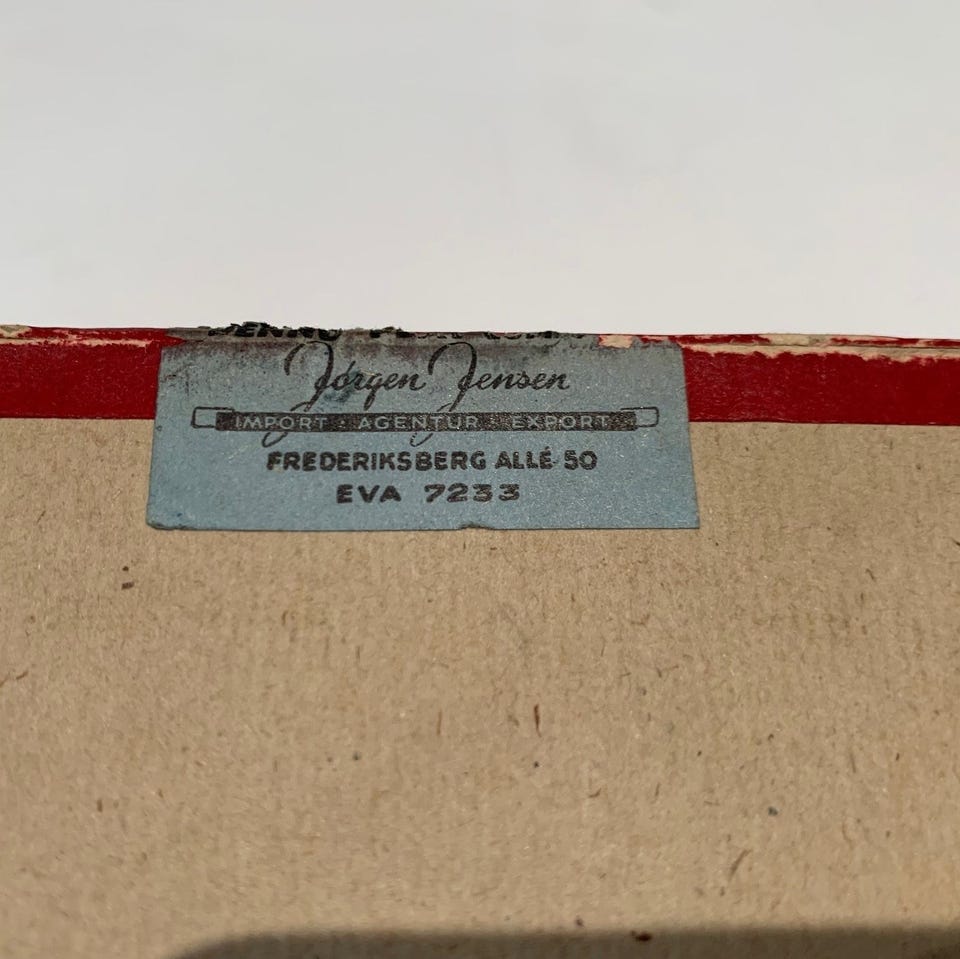 Jørgen Jensen
IMPORT · AGENTUR · EXPORT
FREDERIKSBERG ALLÉ 50
EVA 7233